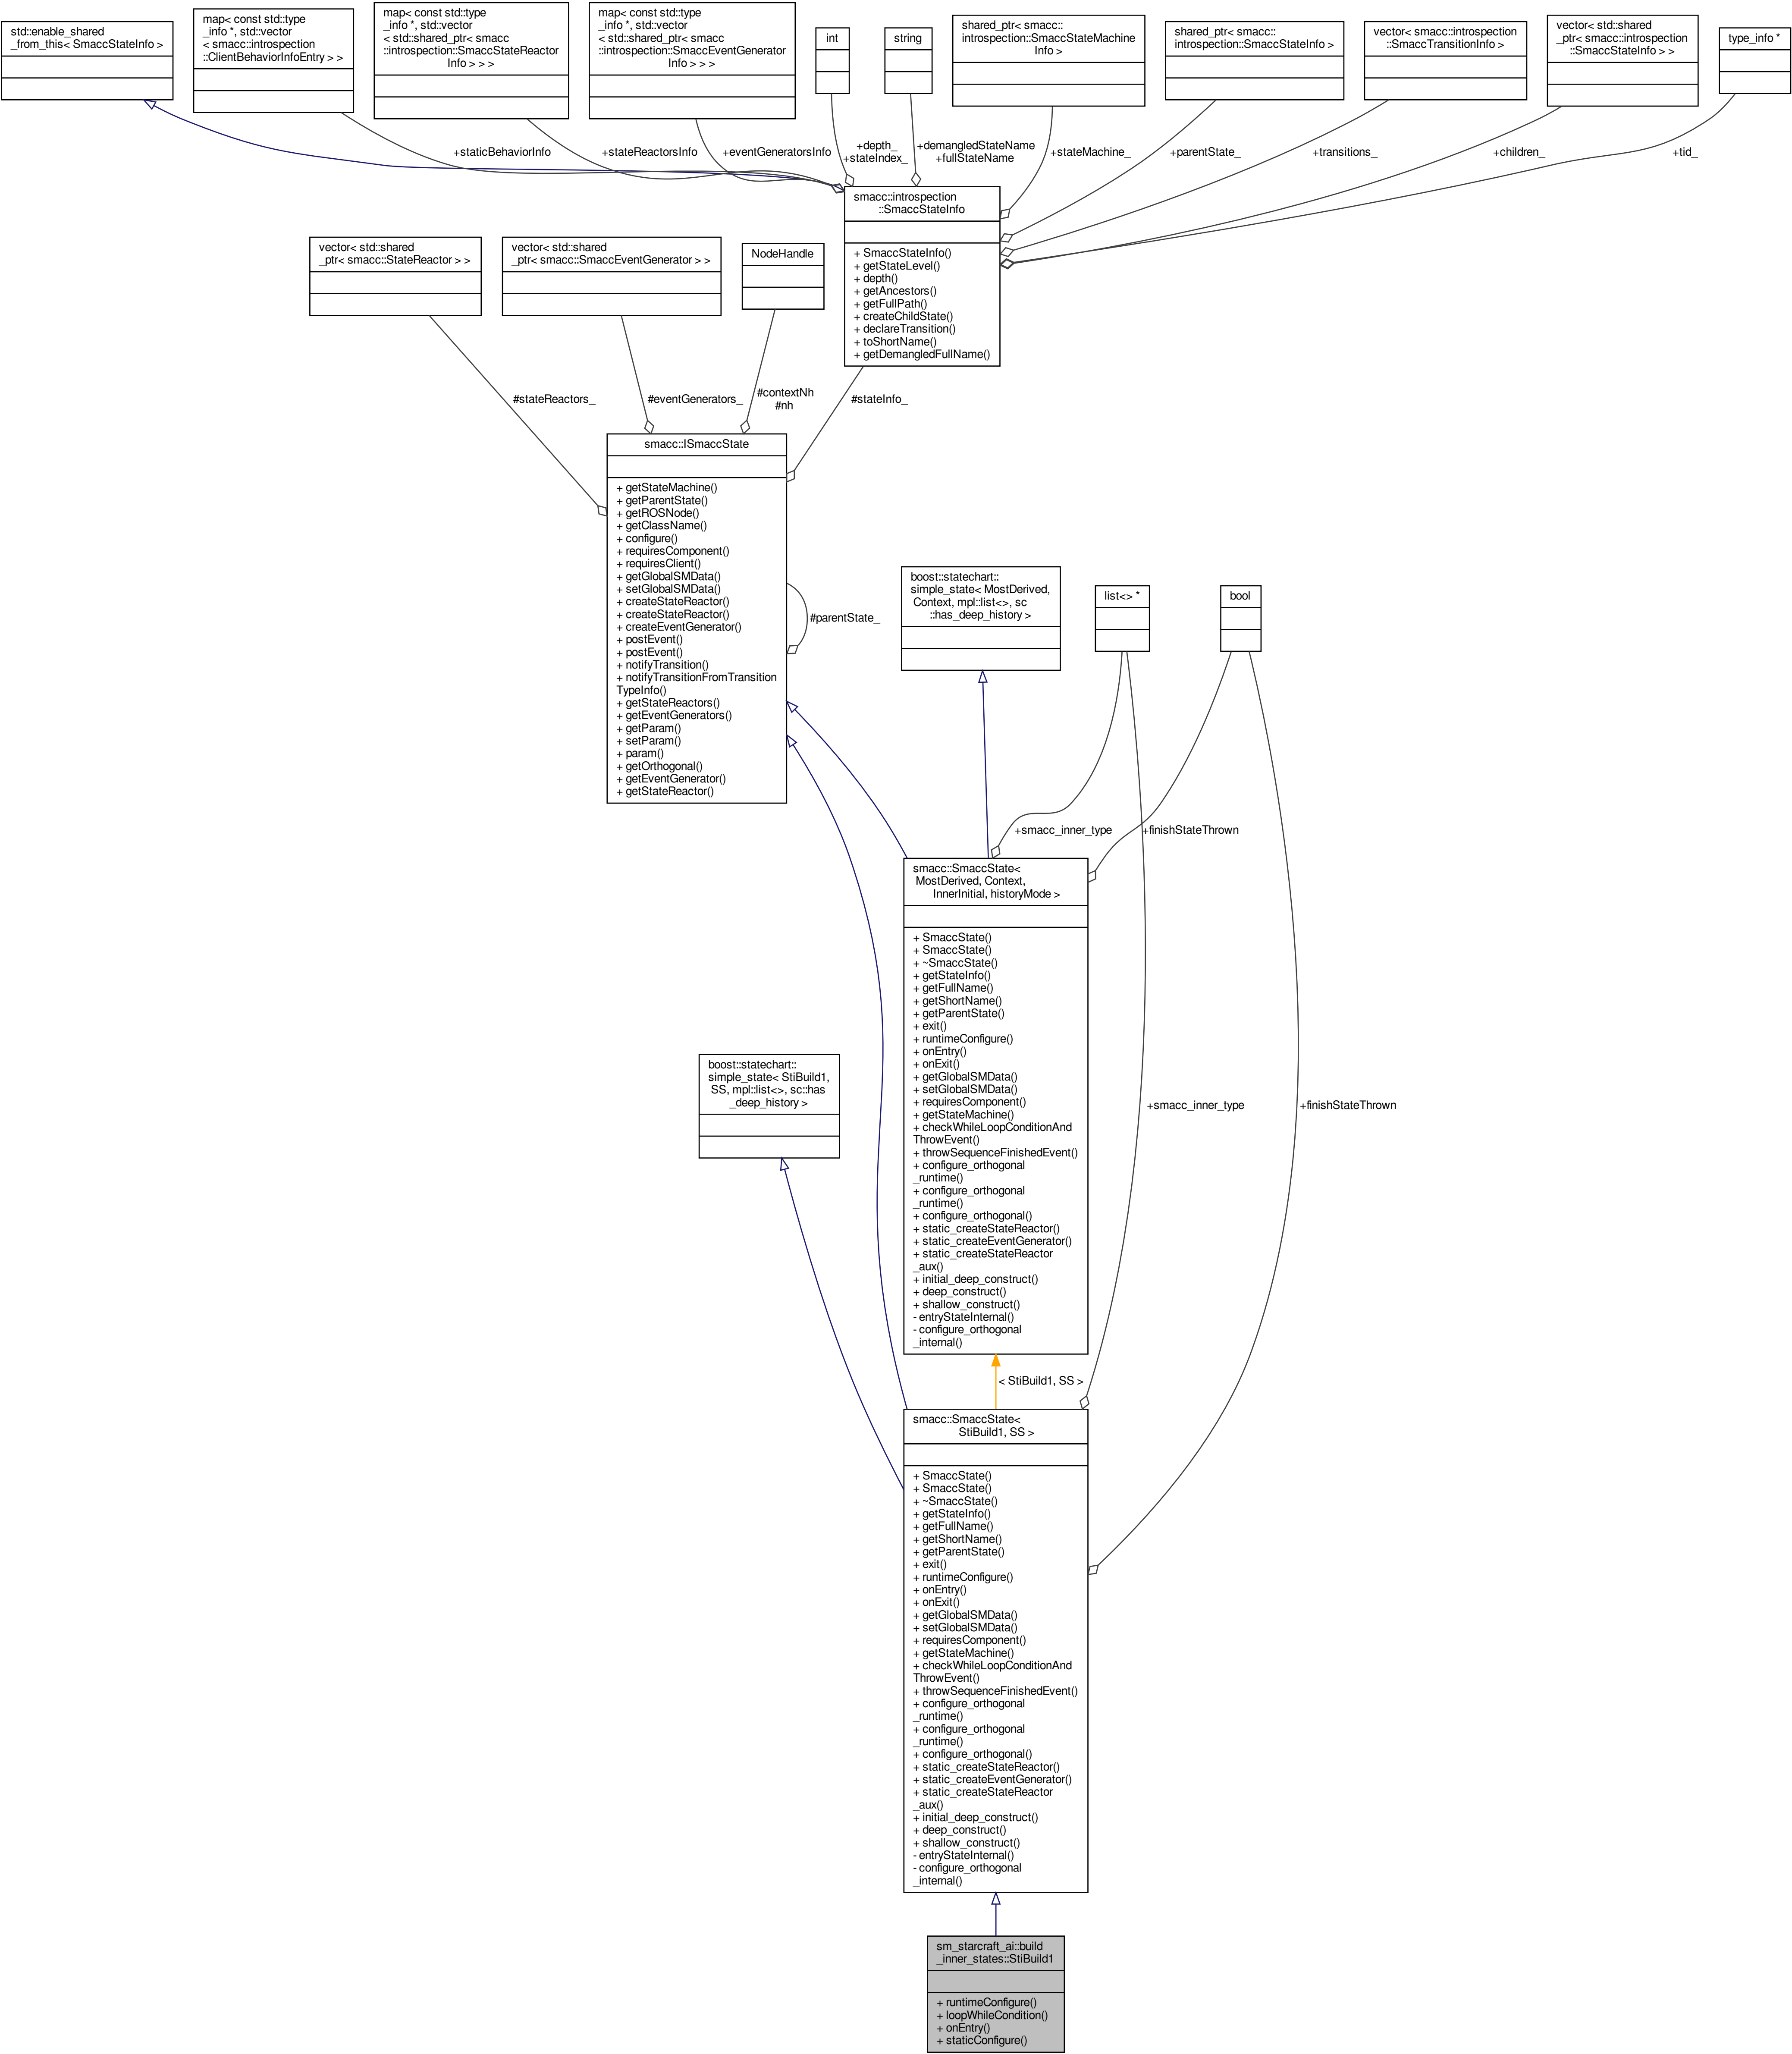 std::enable_shared
_from_this< SmaccStateInfo >
map< const std::type
_info *, std::vector
< smacc::introspection
::ClientBehaviorInfoEntry > >
map< const std::type
_info *, std::vector
< std::shared_ptr< smacc
::introspection::SmaccStateReactor
Info > > >
map< const std::type
_info *, std::vector
< std::shared_ptr< smacc
::introspection::SmaccEventGenerator
Info > > >
int
string
shared_ptr< smacc::
introspection::SmaccStateMachine
Info >
shared_ptr< smacc::
introspection::SmaccStateInfo >
vector< smacc::introspection
::SmaccTransitionInfo >
vector< std::shared
_ptr< smacc::introspection
::SmaccStateInfo > >
type_info *
+staticBehaviorInfo
+stateReactorsInfo
+eventGeneratorsInfo
+depth_
+stateIndex_
+demangledStateName
+fullStateName
+stateMachine_
+parentState_
+transitions_
+children_
+tid_
smacc::introspection
::SmaccStateInfo
+ SmaccStateInfo()
+ getStateLevel()
+ depth()
+ getAncestors()
+ getFullPath()
+ createChildState()
+ declareTransition()
+ toShortName()
+ getDemangledFullName()
vector< std::shared
_ptr< smacc::StateReactor > >
vector< std::shared
_ptr< smacc::SmaccEventGenerator > >
NodeHandle
#stateReactors_
#eventGenerators_
#contextNh
#nh
#stateInfo_
smacc::ISmaccState
+ getStateMachine()
+ getParentState()
+ getROSNode()
+ getClassName()
+ configure()
+ requiresComponent()
+ requiresClient()
+ getGlobalSMData()
+ setGlobalSMData()
+ createStateReactor()
+ createStateReactor()
+ createEventGenerator()
+ postEvent()
+ postEvent()
+ notifyTransition()
+ notifyTransitionFromTransition
TypeInfo()
+ getStateReactors()
+ getEventGenerators()
+ getParam()
+ setParam()
+ param()
+ getOrthogonal()
+ getEventGenerator()
+ getStateReactor()
#parentState_
boost::statechart::
simple_state< MostDerived,
Context, mpl::list<>, sc
::has_deep_history >
list<> *
bool
+smacc_inner_type
+finishStateThrown
smacc::SmaccState<
MostDerived, Context,
InnerInitial, historyMode >
+ SmaccState()
+ SmaccState()
+ ~SmaccState()
+ getStateInfo()
+ getFullName()
+ getShortName()
+ getParentState()
+ exit()
+ runtimeConfigure()
+ onEntry()
+ onExit()
+ getGlobalSMData()
+ setGlobalSMData()
+ requiresComponent()
+ getStateMachine()
+ checkWhileLoopConditionAnd
ThrowEvent()
+ throwSequenceFinishedEvent()
+ configure_orthogonal
_runtime()
+ configure_orthogonal
_runtime()
+ configure_orthogonal()
+ static_createStateReactor()
+ static_createEventGenerator()
+ static_createStateReactor
_aux()
+ initial_deep_construct()
+ deep_construct()
+ shallow_construct()
- entryStateInternal()
- configure_orthogonal
_internal()
boost::statechart::
simple_state< StiBuild1,
SS, mpl::list<>, sc::has
_deep_history >
+smacc_inner_type
+finishStateThrown
< StiBuild1, SS >
smacc::SmaccState<
StiBuild1, SS >
+ SmaccState()
+ SmaccState()
+ ~SmaccState()
+ getStateInfo()
+ getFullName()
+ getShortName()
+ getParentState()
+ exit()
+ runtimeConfigure()
+ onEntry()
+ onExit()
+ getGlobalSMData()
+ setGlobalSMData()
+ requiresComponent()
+ getStateMachine()
+ checkWhileLoopConditionAnd
ThrowEvent()
+ throwSequenceFinishedEvent()
+ configure_orthogonal
_runtime()
+ configure_orthogonal
_runtime()
+ configure_orthogonal()
+ static_createStateReactor()
+ static_createEventGenerator()
+ static_createStateReactor
_aux()
+ initial_deep_construct()
+ deep_construct()
+ shallow_construct()
- entryStateInternal()
- configure_orthogonal
_internal()
sm_starcraft_ai::build
_inner_states::StiBuild1
+ runtimeConfigure()
+ loopWhileCondition()
+ onEntry()
+ staticConfigure()